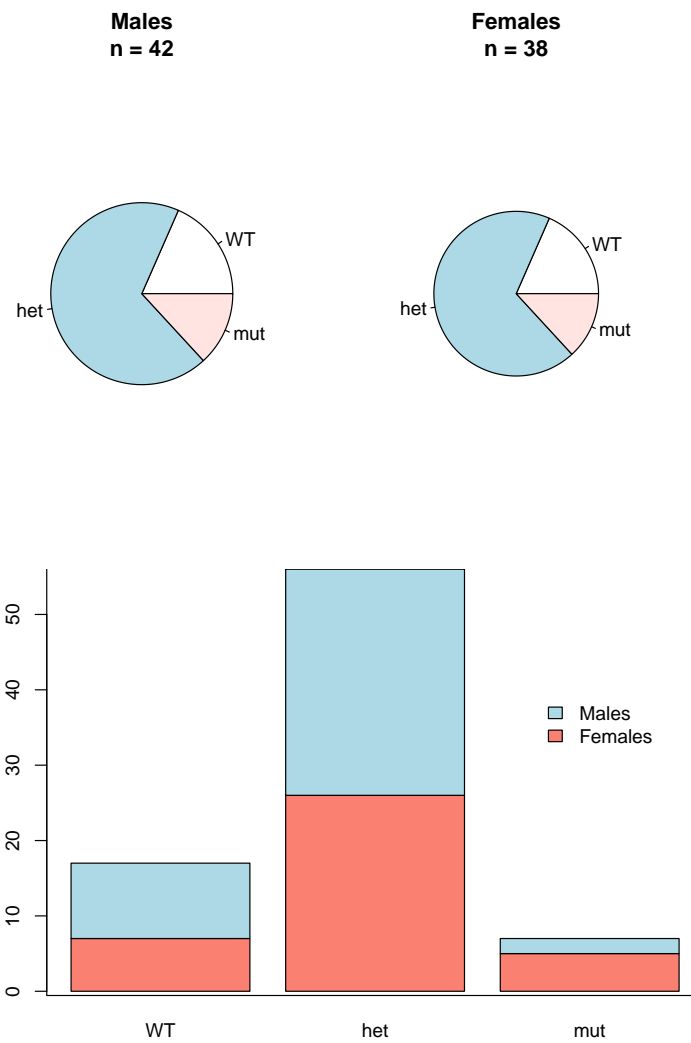 Males
n = 42
Females
n = 38
WT
het
mut
WT
het
mut
50
40
30
20
10
0
Males
Females
WT
het
mut